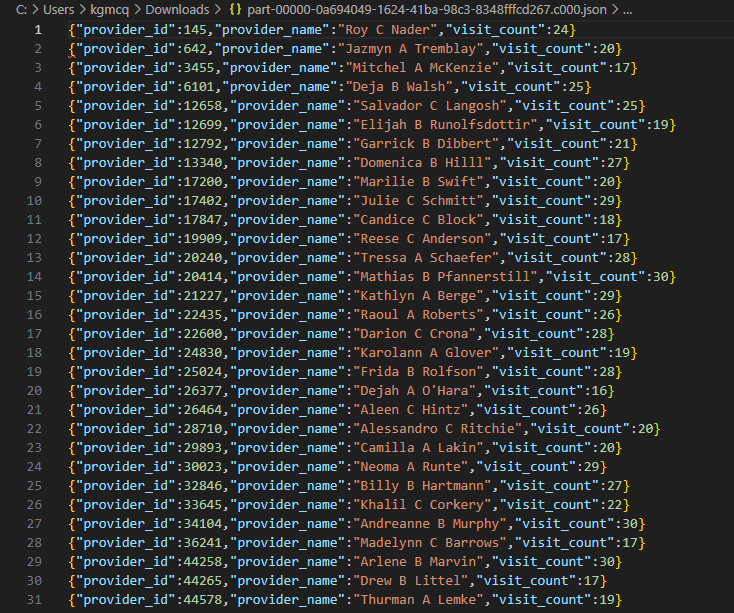 C: > Users > kgmcq > Downloads > {} part-00000-0a694049-1624-41ba-98c3-8348fffcd267.c000.json > ...
1 {"provider_id":145,"provider_name":"Roy C Nader","visit_count":24}
2 {"provider_id":642,"provider_name":"Jazmyn A Tremblay","visit_count":20}
3 {"provider_id":3455,"provider_name":"Mitchel A McKenzie","visit_count":17}
4 {"provider_id":6101,"provider_name":"Deja B Walsh","visit_count":25}
5 {"provider_id":12658,"provider_name":"Salvador C Langosh","visit_count":25}
6 {"provider_id":12699,"provider_name":"Elijah B Runolfsdottir","visit_count":19}
7 {"provider_id":12792,"provider_name":"Garrick B Dibbert","visit_count":21}
8 {"provider_id":13340,"provider_name":"Domenica B Hilll","visit_count":27}
9 {"provider_id":17200,"provider_name":"Marilie B Swift","visit_count":20}
10 {"provider_id":17402,"provider_name":"Julie C Schmitt","visit_count":29}
11 {"provider_id":17847,"provider_name":"Candice C Block","visit_count":18}
12 {"provider_id":19909,"provider_name":"Reese C Anderson","visit_count":17}
13 {"provider_id":20240,"provider_name":"Tressa A Schaefer","visit_count":28}
14 {"provider_id":20414,"provider_name":"Mathias B Pfannerstill","visit_count":30}
15 {"provider_id":21227,"provider_name":"Kathlyn A Berge","visit_count":29}
16 {"provider_id":22435,"provider_name":"Raoul A Roberts","visit_count":26}
17 {"provider_id":22600,"provider_name":"Darion C Crona","visit_count":28}
18 {"provider_id":24830,"provider_name":"Karolann A Glover","visit_count":19}
19 {"provider_id":25024,"provider_name":"Frida B Rolfson","visit_count":28}
20 {"provider_id":26377,"provider_name":"Dejah A O'Hara","visit_count":16}
21 {"provider_id":26464,"provider_name":"Aleen C Hintz","visit_count":26}
22 {"provider_id":28710,"provider_name":"Alessandro C Ritchie","visit_count":20}
23 {"provider_id":29893,"provider_name":"Camilla A Lakin","visit_count":20}
24 {"provider_id":30023,"provider_name":"Neoma A Runte","visit_count":29}
25 {"provider_id":32846,"provider_name":"Billy B Hartmann","visit_count":27}
26 {"provider_id":33645,"provider_name":"Khalil C Corkery","visit_count":22}
27 {"provider_id":34104,"provider_name":"Andreanne B Murphy","visit_count":30}
28 {"provider_id":36241,"provider_name":"Madelynn C Barrows","visit_count":17}
29 {"provider_id":44258,"provider_name":"Arlene B Marvin","visit_count":30}
30 {"provider_id":44265,"provider_name":"Drew B Littel","visit_count":17}
31 {"provider_id":44578,"provider_name":"Thurman A Lemke","visit_count":19}